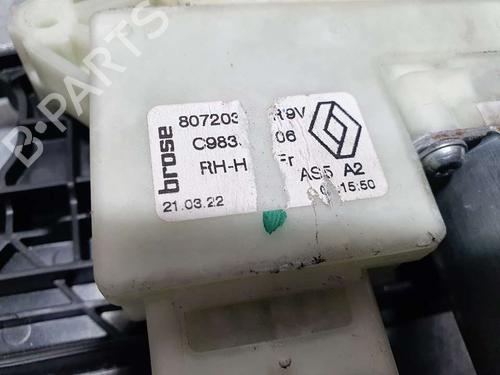 B-PARTS
brose
807203 R9V
C983 06
RH-H Fr AS5 A2
21.03.22 :15:50